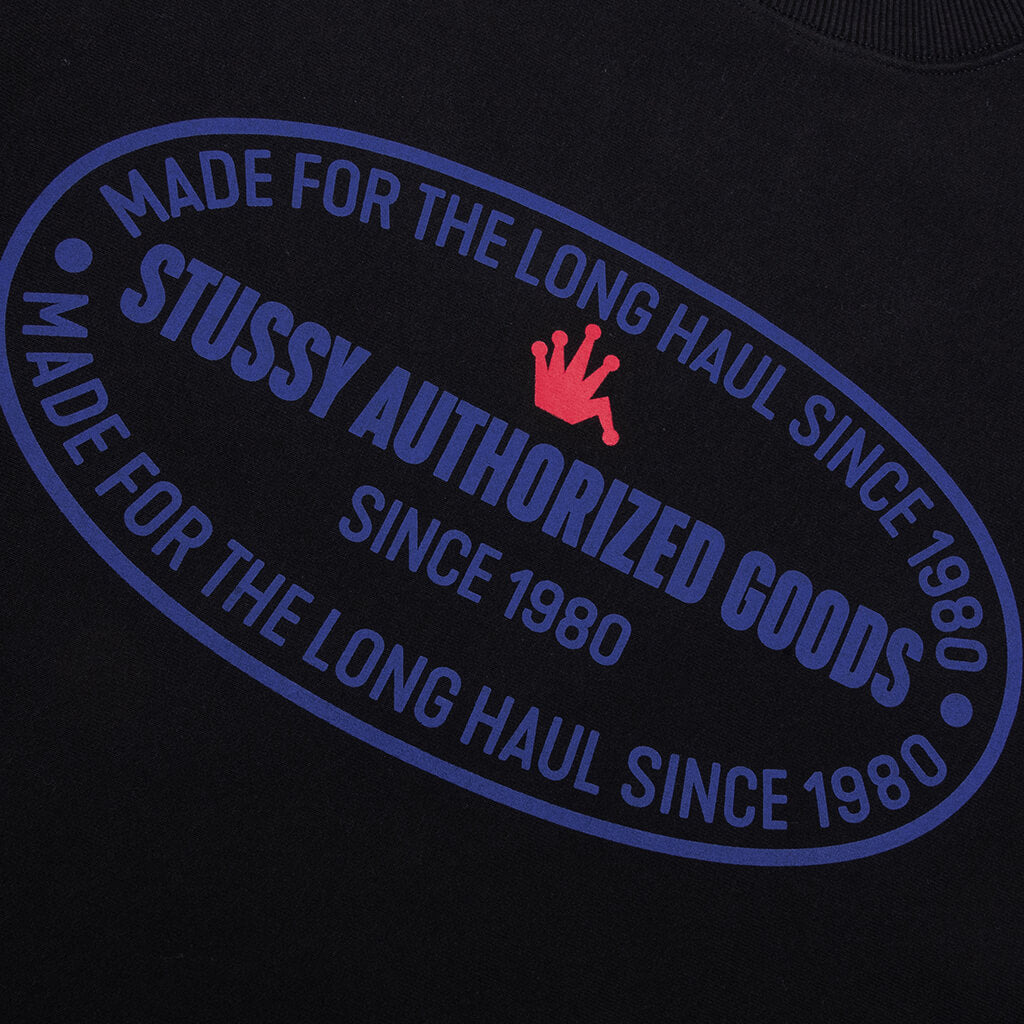 MADE FOR THE LONG HAUL SINCE 1980
STUSSY AUTHORIZED GOODS
SINCE 1980
MADE FOR THE LONG HAUL SINCE 1980